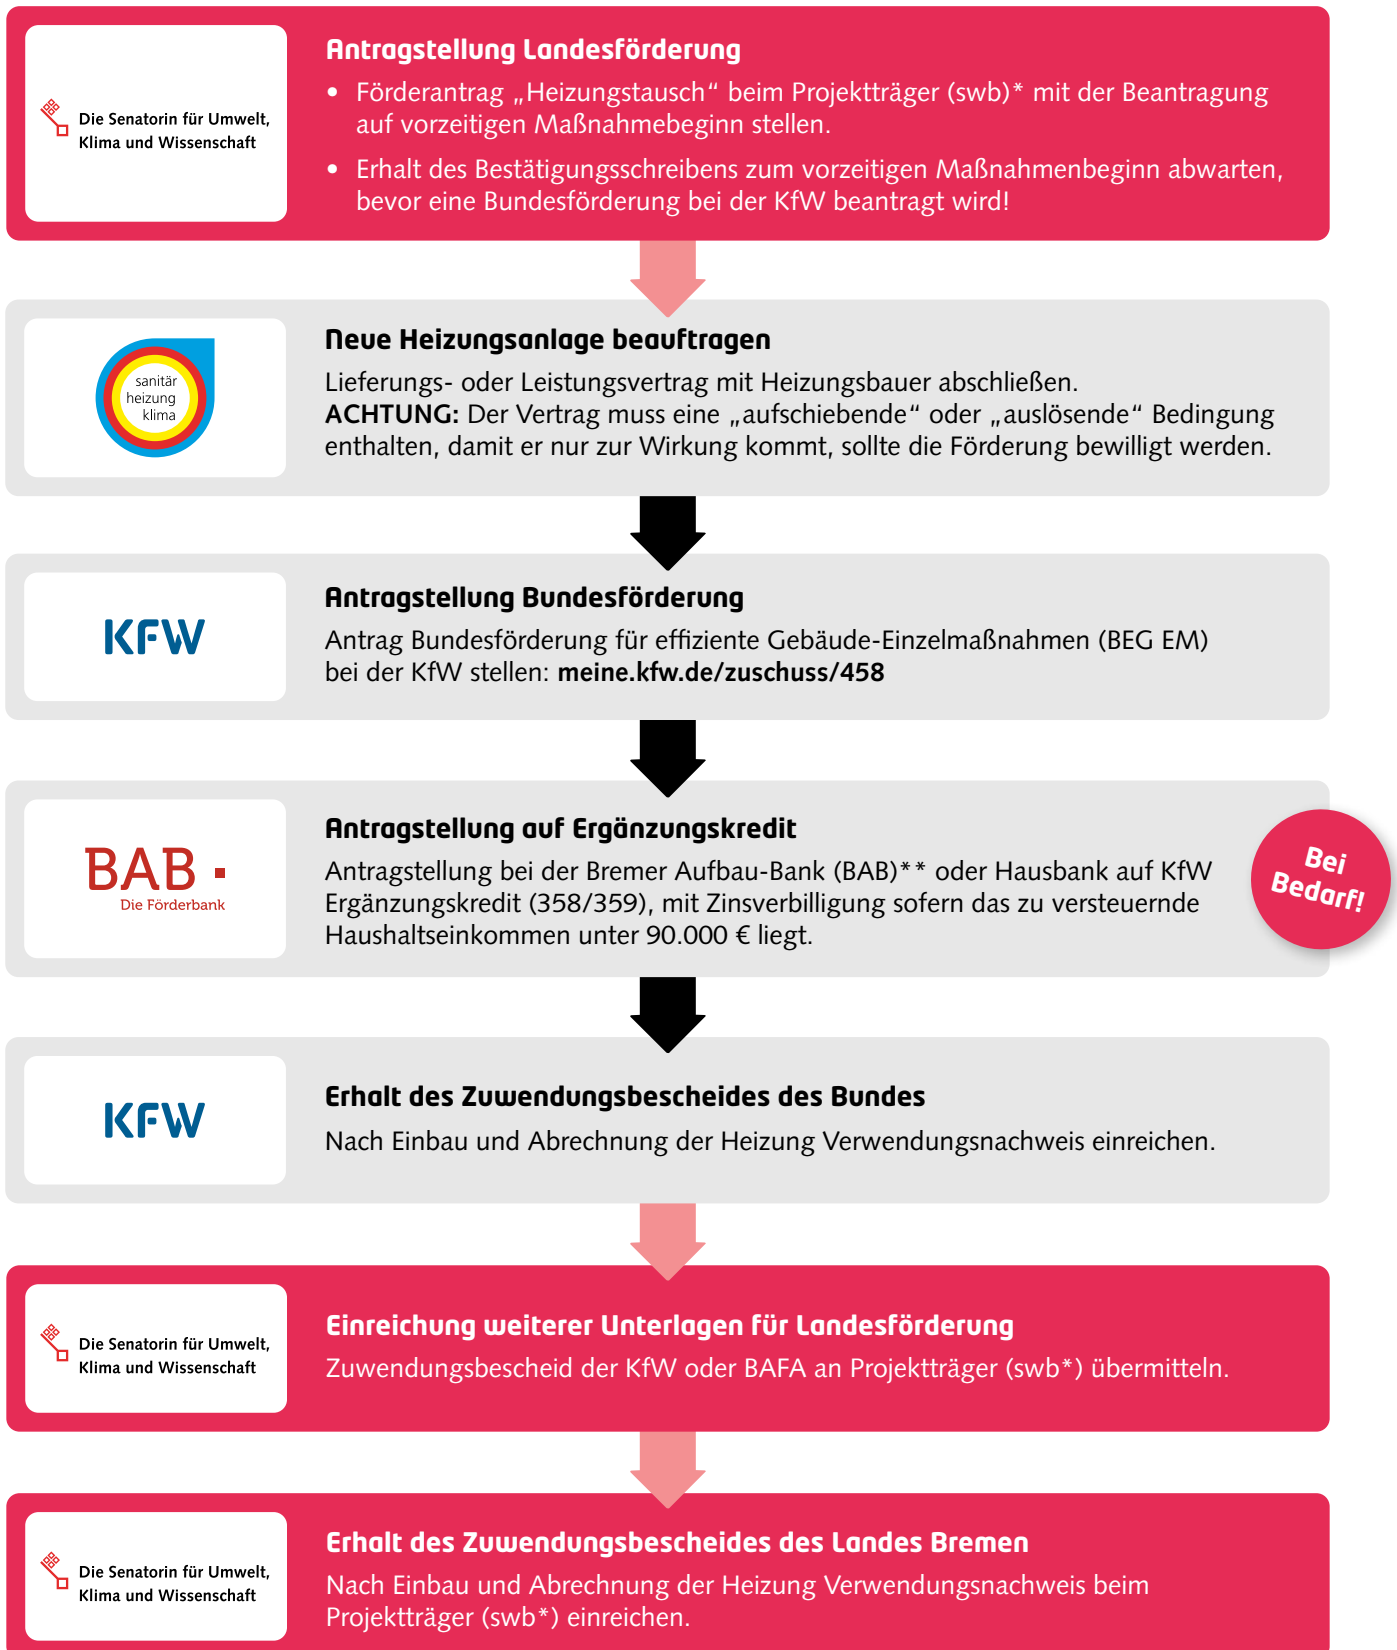 Die Senatorin für Umwelt,
Klima und Wissenschaft
Antragstellung Landesförderung
• Förderantrag „Heizungstausch“ beim Projektträger (swb)* mit der Beantragung
auf vorzeitigen Maßnahmebeginn stellen.
• Erhalt des Bestätigungsschreibens zum vorzeitigen Maßnahmenbeginn abwarten,
bevor eine Bundesförderung bei der KfW beantragt wird!
sanitär
heizung
klima
Neue Heizungsanlage beauftragen
Lieferungs- oder Leistungsvertrag mit Heizungsbauer abschließen.
ACHTUNG: Der Vertrag muss eine „aufschiebende“ oder „auslösende“ Bedingung
enthalten, damit er nur zur Wirkung kommt, sollte die Förderung bewilligt werden.
KFW
Antragstellung Bundesförderung
Antrag Bundesförderung für effiziente Gebäude-Einzelmaßnahmen (BEG EM)
bei der KfW stellen: meine.kfw.de/zuschuss/458
BAB
Die Förderbank
Antragstellung auf Ergänzungskredit
Antragstellung bei der Bremer Aufbau-Bank (BAB)** oder Hausbank auf KfW
Ergänzungskredit (358/359), mit Zinsverbilligung sofern das zu versteuernde
Haushaltseinkommen unter 90.000 € liegt.
Bei
Bedarf!
KFW
Erhalt des Zuwendungsbescheides des Bundes
Nach Einbau und Abrechnung der Heizung Verwendungsnachweis einreichen.
Die Senatorin für Umwelt,
Klima und Wissenschaft
Einreichung weiterer Unterlagen für Landesförderung
Zuwendungsbescheid der KfW oder BAFA an Projektträger (swb*) übermitteln.
Die Senatorin für Umwelt,
Klima und Wissenschaft
Erhalt des Zuwendungsbescheides des Landes Bremen
Nach Einbau und Abrechnung der Heizung Verwendungsnachweis beim
Projektträger (swb*) einreichen.